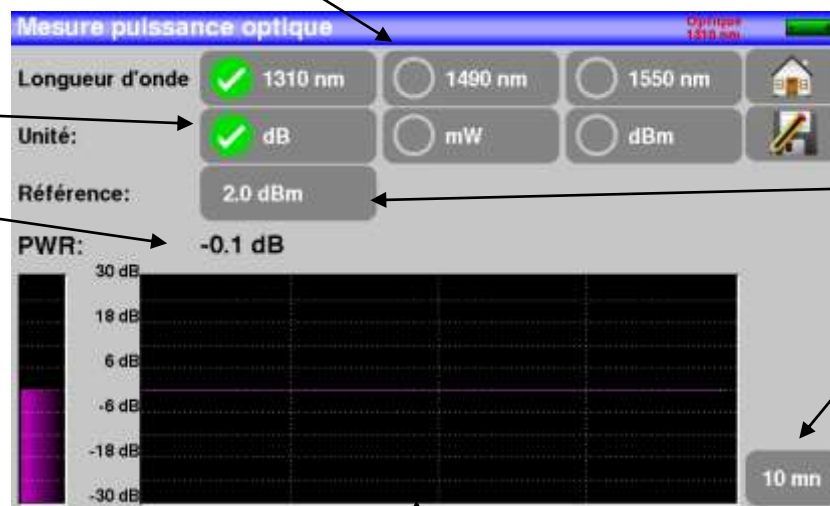 Mesure puissance optique
Optique
1310 nm
Longueur d'onde
1310 nm
1490 nm
1550 nm
Unité:
dB
mW
dBm
Référence:
2.0 dBm
PWR:
-0.1 dB
30 dB
18 dB
6 dB
-6 dB
-18 dB
-30 dB
10 mn